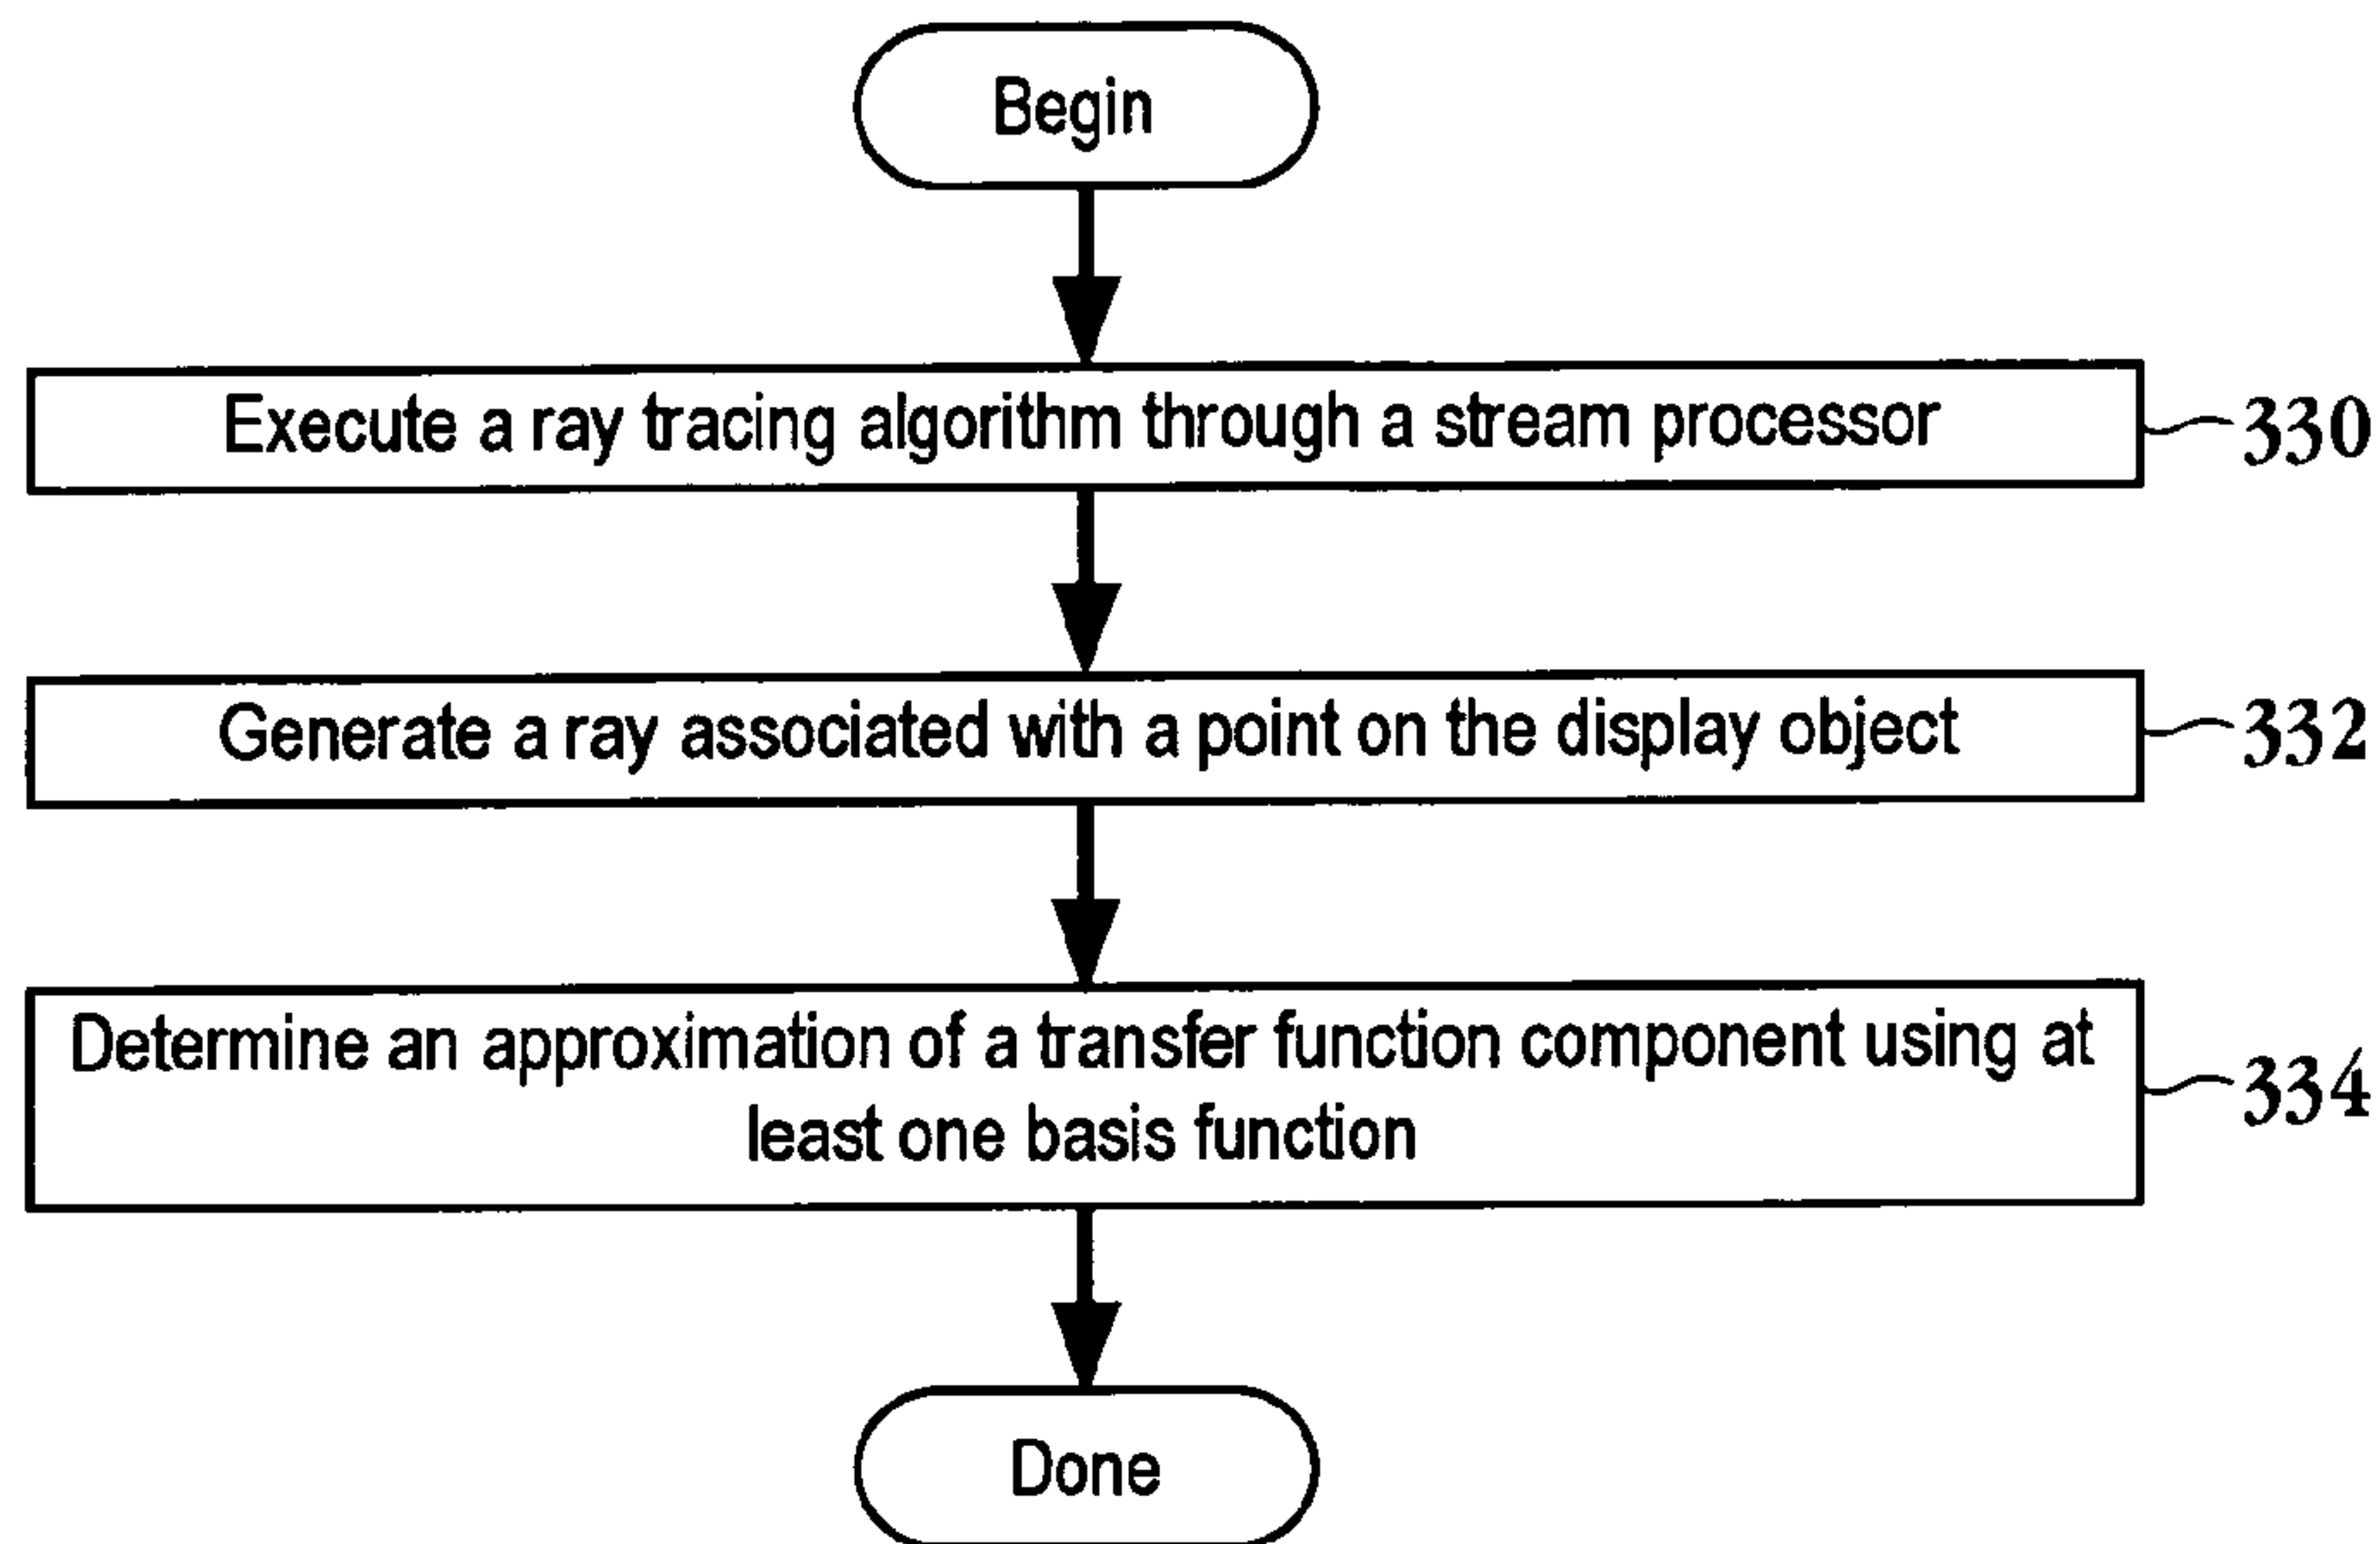 Begin
Execute a ray tracing algorithm through a stream processor
330
Generate a ray associated with a point on the display object
332
Determine an approximation of a transfer function component using at
least one basis function
334
Done